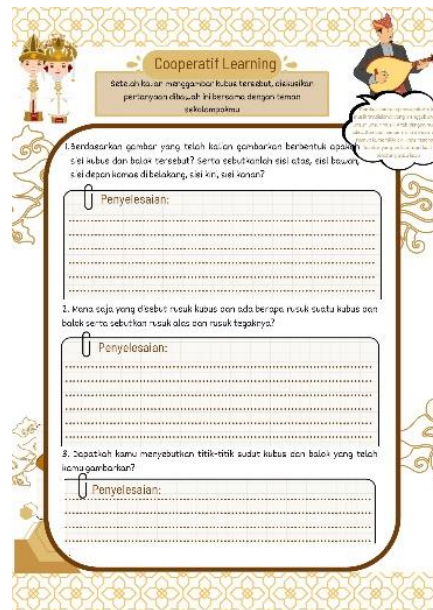 Cooperatif Learning
Setelah kalian menggambar kubus tersebut, diskusikan
pertanyaan dibawah ini bersama dengan teman
sekelompokmu
1.Berdasarkan gambar yang telah kalian gambarkan berbentuk apakah
sisi kubus dan balok tersebut? Serta sebutkanlah sisi atas, sisi bawah,
sisi depan kamas di belakang, sisi kiri, sisi kanan?
Penyelesaian:
2. Mana saja yang disebut rusuk kubus dan ada berapa rusuk suatu kubus dan
balok serta sebutkan rusuk alas dan rusuk tegaknya?
Penyelesaian:
3. Dapatkah kamu menyebutkan titik-titik sudut kubus dan balok yang telah
kamu gambarkan?
Penyelesaian: